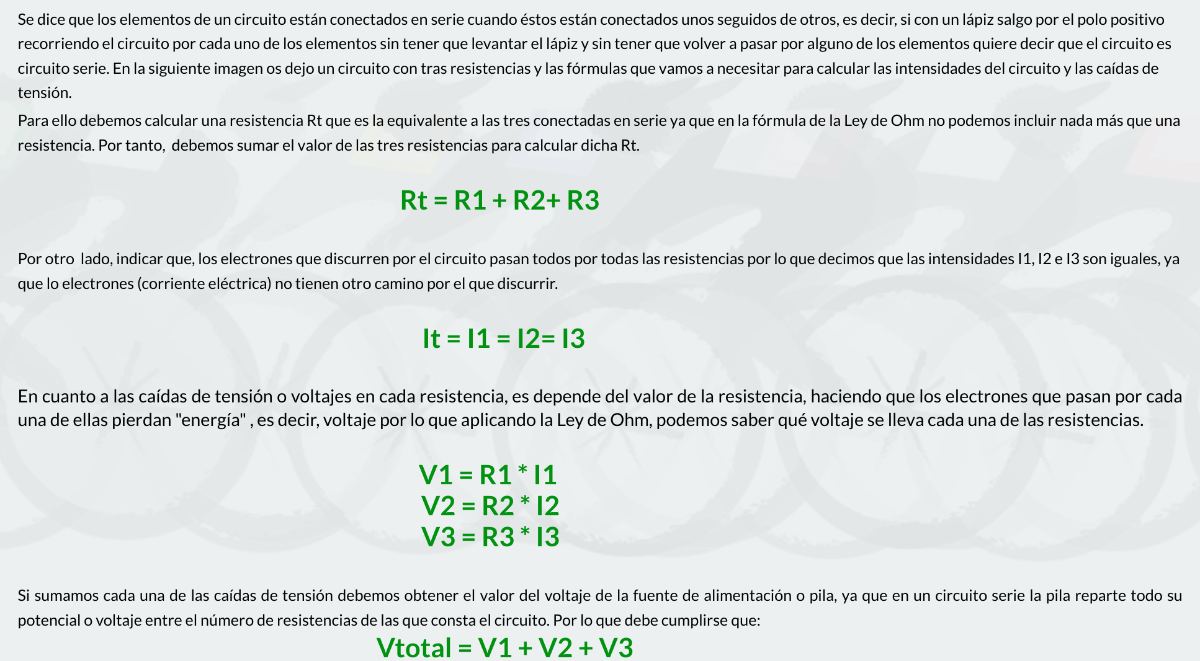 Se dice que los elementos de un circuito están conectados en serie cuando éstos están conectados unos seguidos de otros, es decir, si con un lápiz salgo por el polo positivo
recorriendo el circuito por cada uno de los elementos sin tener que levantar el lápiz y sin tener que volver a pasar por alguno de los elementos quiere decir que el circuito es
circuito serie. En la siguiente imagen os dejo un circuito con tras resistencias y las fórmulas que vamos a necesitar para calcular las intensidades del circuito y las caídas de
tensión.
Para ello debemos calcular una resistencia Rt que es la equivalente a las tres conectadas en serie ya que en la fórmula de la Ley de Ohm no podemos incluir nada más que una
resistencia. Por tanto, debemos sumar el valor de las tres resistencias para calcular dicha Rt.
Rt = R1 + R2+ R3
Por otro lado, indicar que, los electrones que discurren por el circuito pasan todos por todas las resistencias por lo que decimos que las intensidades I1, I2 e I3 son iguales, ya
que lo electrones (corriente eléctrica) no tienen otro camino por el que discurrir.
It = I1 = I2= I3
En cuanto a las caídas de tensión o voltajes en cada resistencia, es depende del valor de la resistencia, haciendo que los electrones que pasan por cada
una de ellas pierdan "energía" , es decir, voltaje por lo que aplicando la Ley de Ohm, podemos saber qué voltaje se lleva cada una de las resistencias.
V1 = R1 * I1
V2 = R2 * I2
V3 = R3 * I3
Si sumamos cada una de las caídas de tensión debemos obtener el valor del voltaje de la fuente de alimentación o pila, ya que en un circuito serie la pila reparte todo su
potencial o voltaje entre el número de resistencias de las que consta el circuito. Por lo que debe cumplirse que:
Vtotal = V1 + V2 + V3